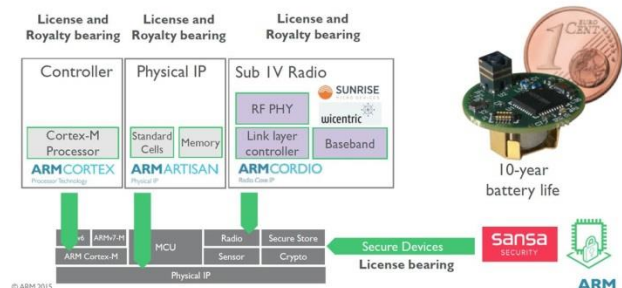 License and
Royalty bearing
License and
Royalty bearing
License and
Royalty bearing
Controller
Physical IP
Sub 1V Radio
SUNRISE
wicentric
RF PHY
Cortex-M
Processor
Standard
Cells
Memory
Link layer
controller
Baseband
ARMCORTEX
Processor Technology
ARMARTISAN
Physical IP
ARMCORDIO
Radio Core IP
EURO
CENT
10-year
battery life
ARMv7-M
MCU
Radio
Secure Store
ARM Cortex-M
Sensor
Crypto
Physical IP
Secure Devices
License bearing
sansa
SECURITY
ARM
© ARM 2015